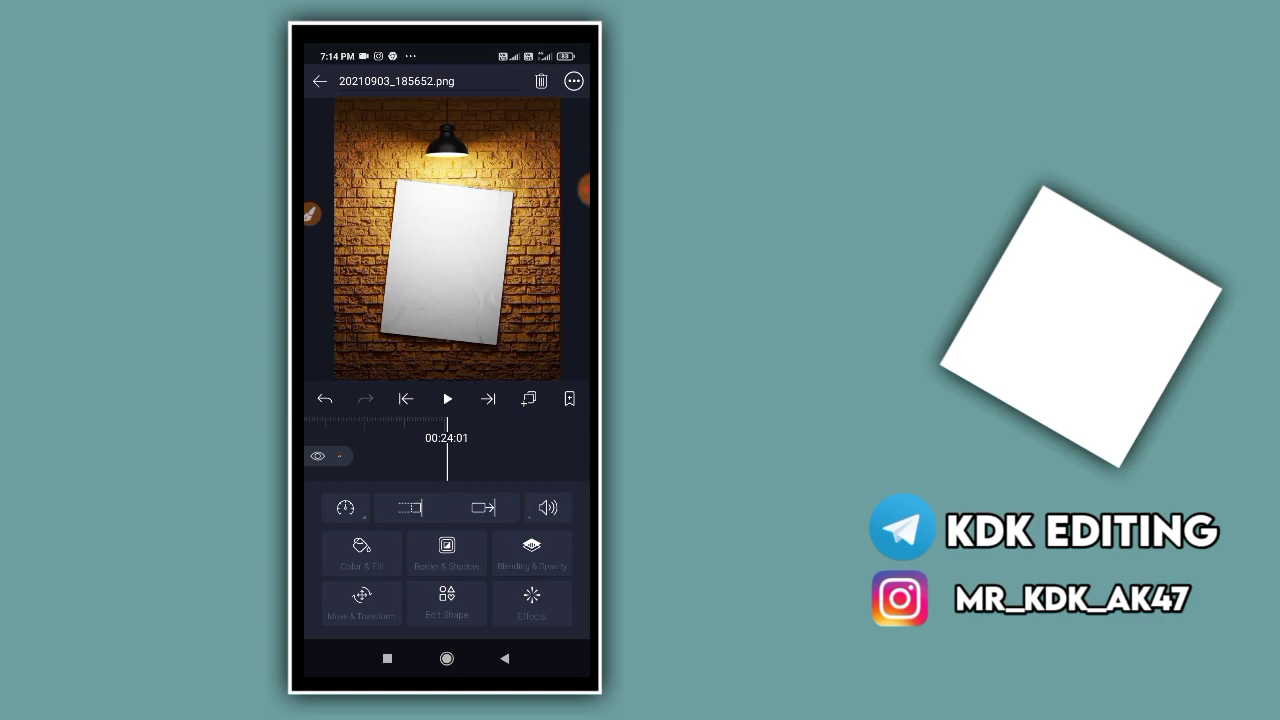 7:14 PM
83
20210903_185652.png
00:24:01
Color & Fill
Border & Shadow
Blending & Opacity
Move & Transform
Edit Shape
Effects
KDK EDITING
MR_KDK_AK47